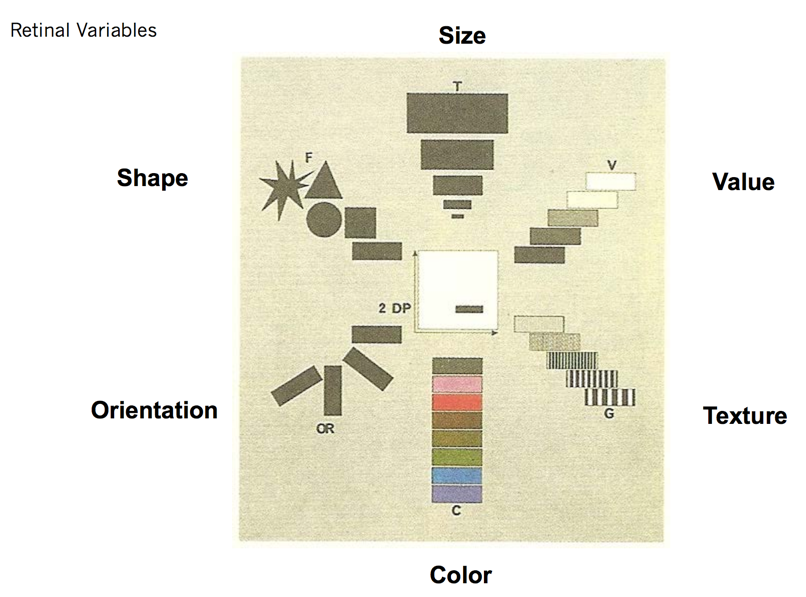 Retinal Variables
Size
T
F
Shape
V
Value
2 DP
Orientation
OR
G
Texture
C
Color